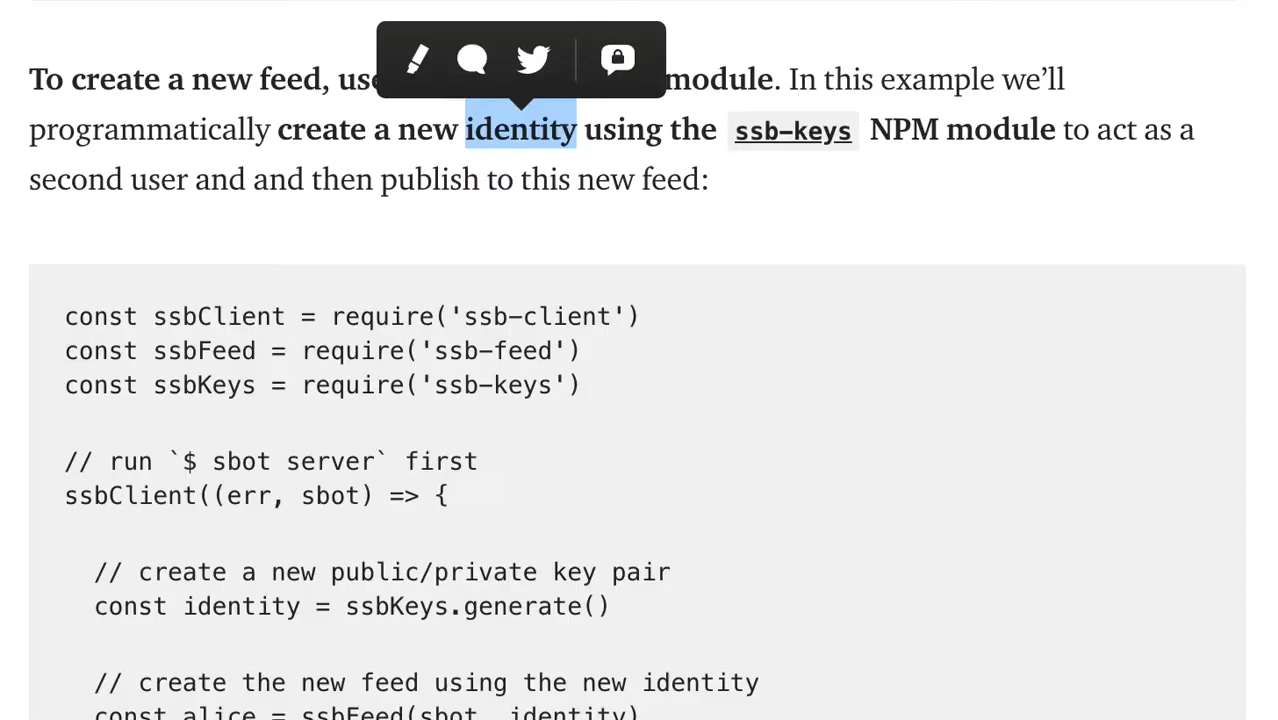 To create a new feed, use module. In this example we’ll
programmatically create a new identity using the ssb-keys NPM module to act as a
second user and and then publish to this new feed:
const ssbClient = require('ssb-client')
const ssbFeed = require('ssb-feed')
const ssbKeys = require('ssb-keys')
// run `$ sbot server` first
ssbClient((err, sbot) => {
// create a new public/private key pair
const identity = ssbKeys.generate()
// create the new feed using the new identity
const alice = ssbFeed(sbot, identity)